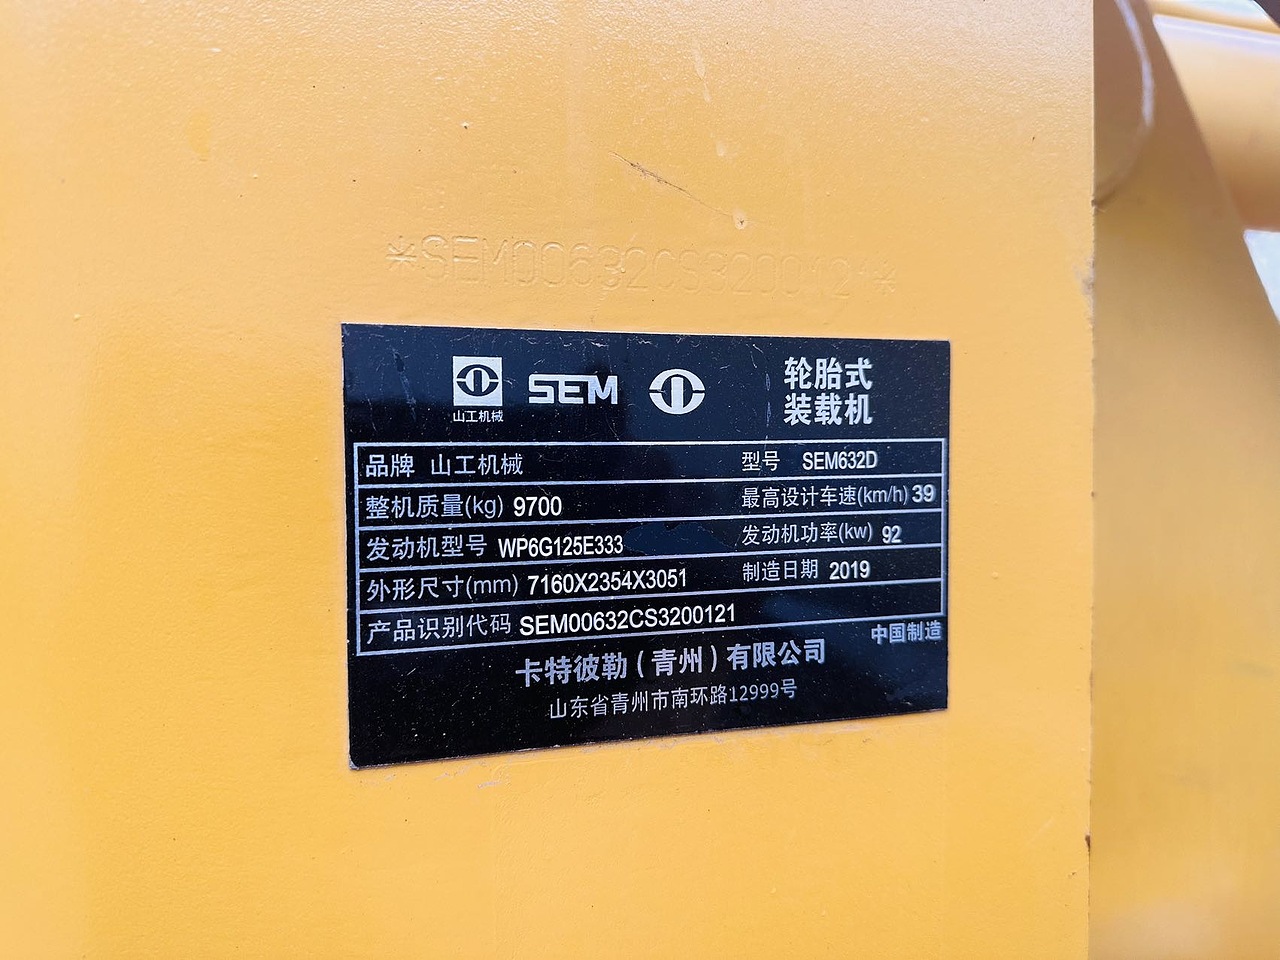 *SEM00632CS3200121*
山工机械
SEM
轮胎式
装载机
品牌 山工机械 型号 SEM632D
整机质量(kg) 9700 最高设计车速(km/h) 39
发动机型号 WP6G125E333 发动机功率(kw) 92
外形尺寸(mm) 7160X2354X3051 制造日期 2019
产品识别代码 SEM00632CS3200121
中国制造
卡特彼勒(青州)有限公司
山东省青州市南环路12999号